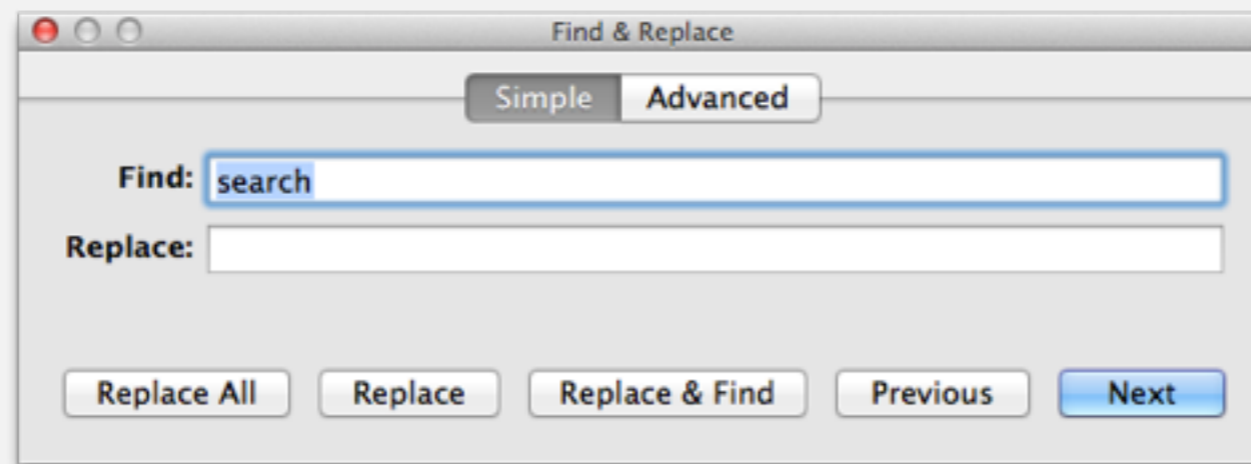 Find & Replace
Simple Advanced
Find: search
Replace:
Replace All Replace Replace & Find Previous Next